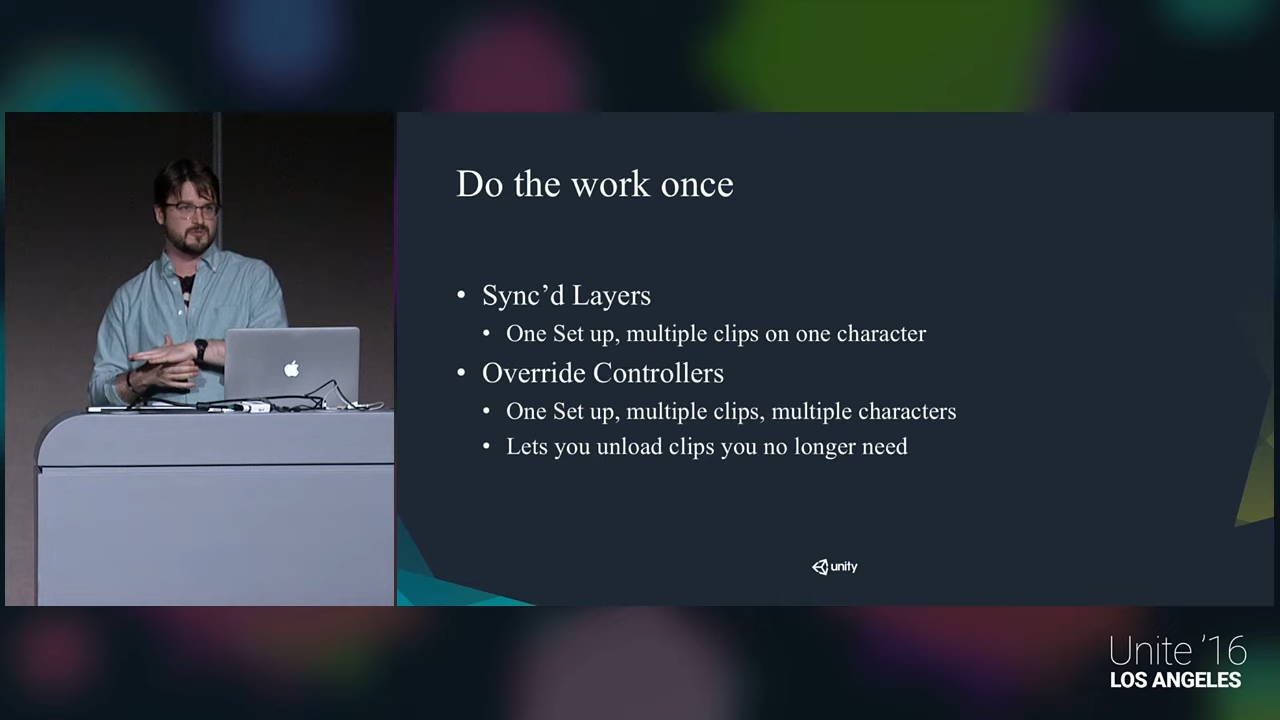 Do the work once
• Sync’d Layers
• One Set up, multiple clips on one character
• Override Controllers
• One Set up, multiple clips, multiple characters
• Lets you unload clips you no longer need
unity
Unite ’16
LOS ANGELES